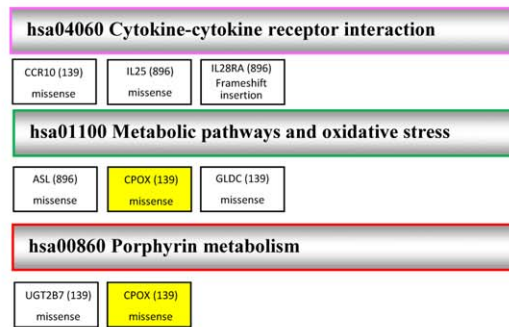 hsa04060 Cytokine-cytokine receptor interaction
CCR10 (139) IL25 (896) IL28RA (896)
missense missense Frameshift
insertion
hsa01100 Metabolic pathways and oxidative stress
ASL (896) CPOX (139) GLDC (139)
missense missense missense
hsa00860 Porphyrin metabolism
UGT2B7 (139) CPOX (139)
missense missense